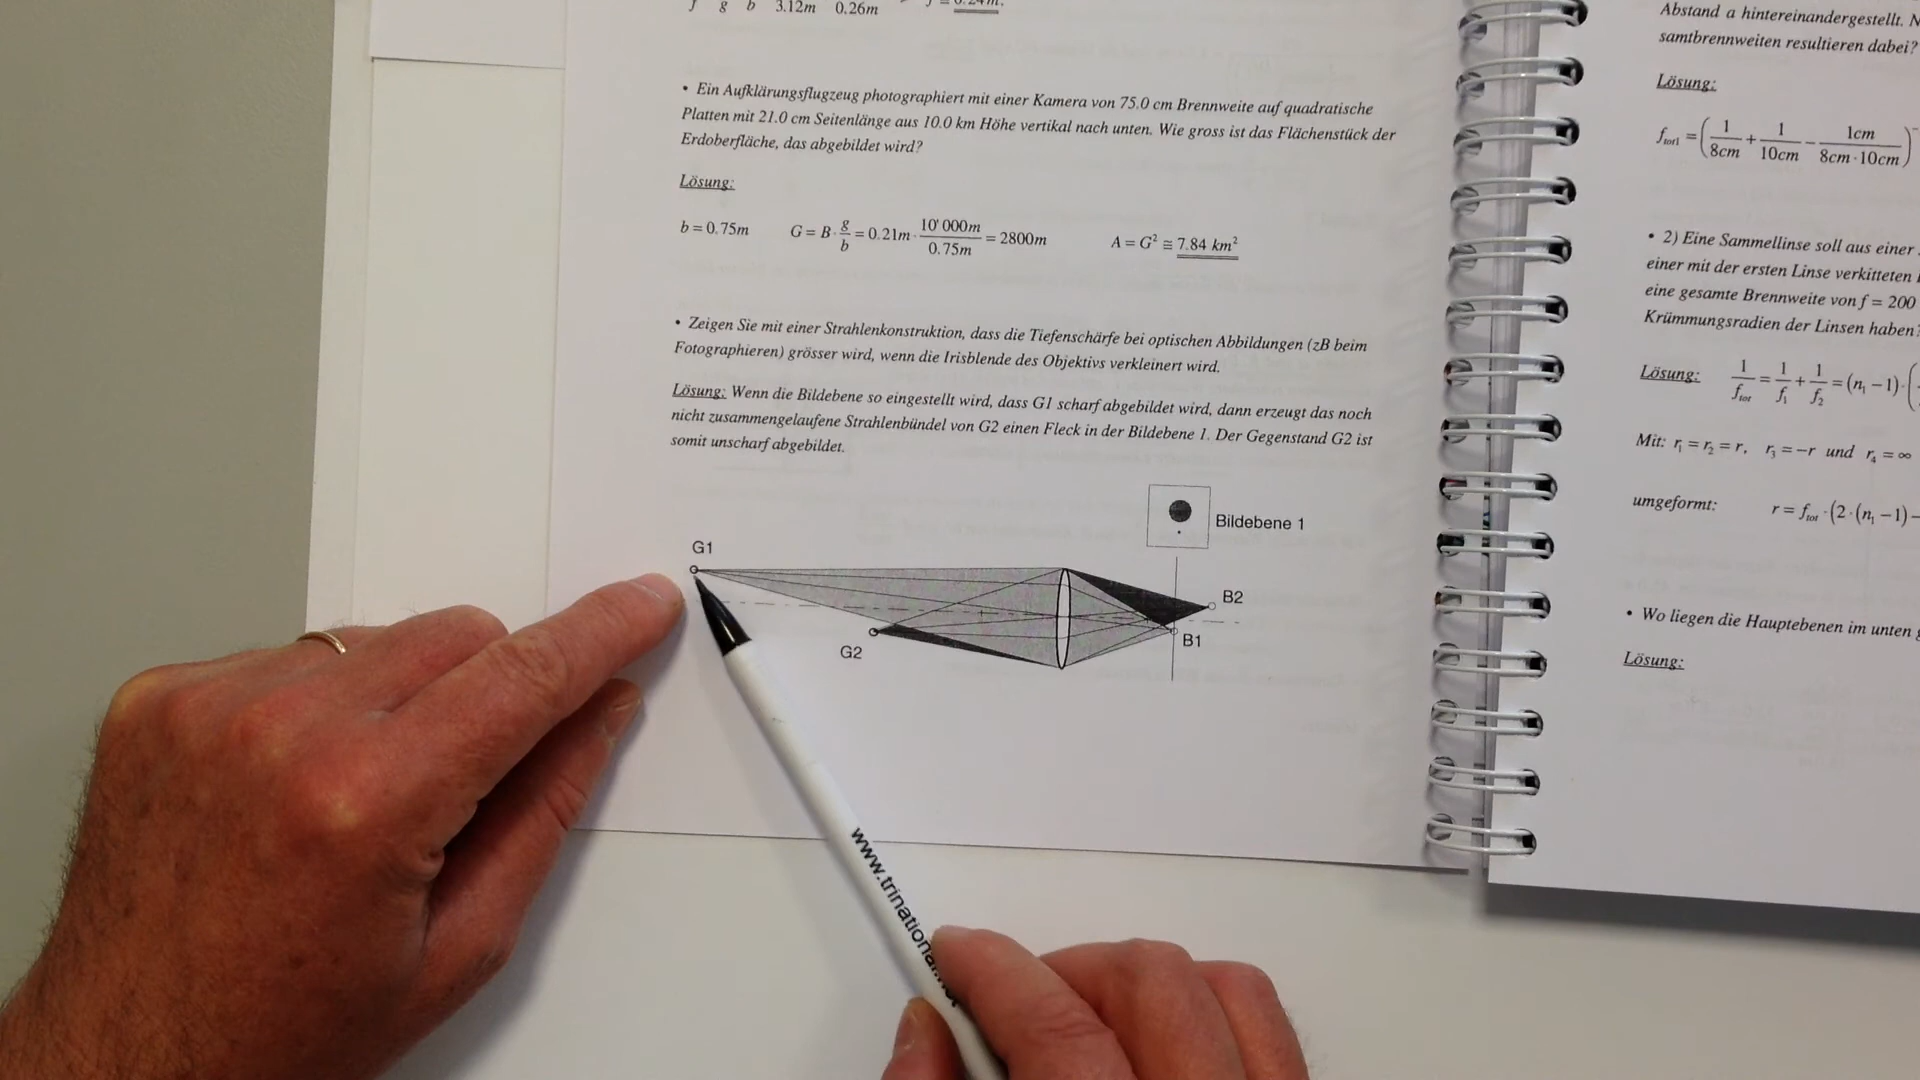 f g b 3.12m 0.26m
• Ein Aufklärungsflugzeug photographiert mit einer Kamera von 75.0 cm Brennweite auf quadratische
Platten mit 21.0 cm Seitenlänge aus 10.0 km Höhe vertikal nach unten. Wie gross ist das Flächenstück der
Erdoberfläche, das abgebildet wird?
Lösung:
b = 0.75m G = B · g/b = 0.21m · 10'000m/0.75m = 2800m A = G² ≅ 7.84 km²
• Zeigen Sie mit einer Strahlenkonstruktion, dass die Tiefenschärfe bei optischen Abbildungen (zB beim
Fotographieren) grösser wird, wenn die Irisblende des Objektivs verkleinert wird.
Lösung: Wenn die Bildebene so eingestellt wird, dass G1 scharf abgebildet wird, dann erzeugt das noch
nicht zusammengelaufene Strahlenbündel von G2 einen Fleck in der Bildebene 1. Der Gegenstand G2 ist
somit unscharf abgebildet.
Bildebene 1
G1
B2
G2
B1
www.trinational.net
Abstand a hintereinandergestellt.
samtbrennweiten resultieren dabei?
Lösung:
f_tot1 = (1/8cm + 1/10cm − 1cm/8cm · 10cm)
• 2) Eine Sammellinse soll aus einer
einer mit der ersten Linse verkitteten
eine gesamte Brennweite von f = 200
Krümmungsradien der Linsen haben?
Lösung: 1/f_tot = 1/f₁ + 1/f₂ = (n₁ − 1) · (
Mit: r₁ = r₂ = r, r₃ = −r und r₄ = ∞
umgeformt: r = f_tot · (2 · (n₁ − 1) −
• Wo liegen die Hauptebenen im unten
Lösung: